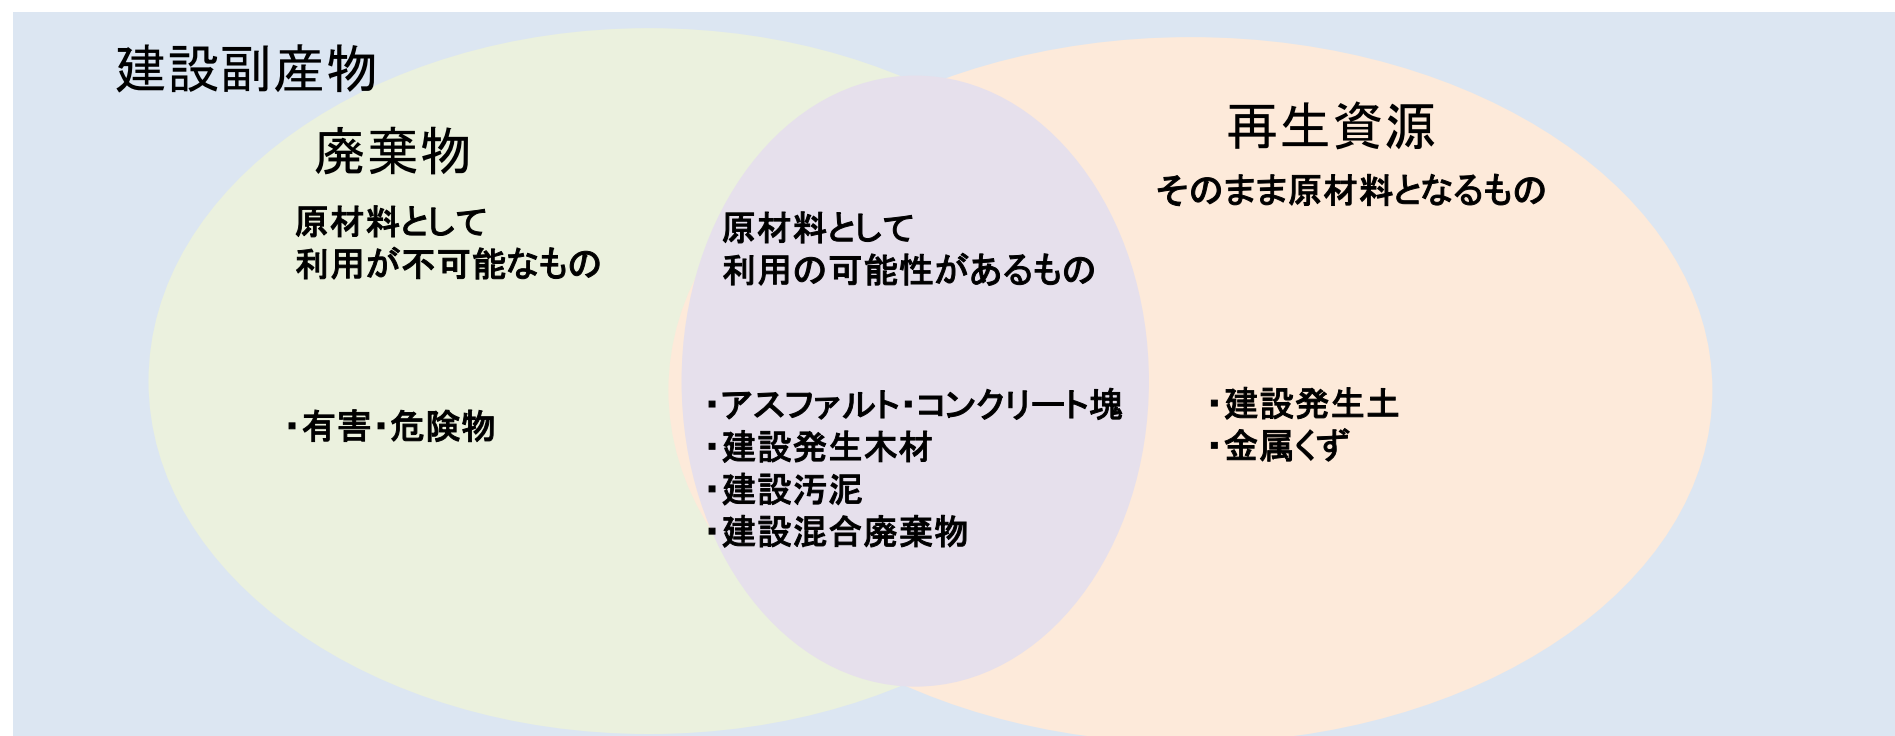 建設副産物
廃棄物
原材料として
利用が不可能なもの
・有害・危険物
原材料として
利用の可能性があるもの
・アスファルト・コンクリート塊
・建設発生木材
・建設汚泥
・建設混合廃棄物
再生資源
そのまま原材料となるもの
・建設発生土
・金属くず